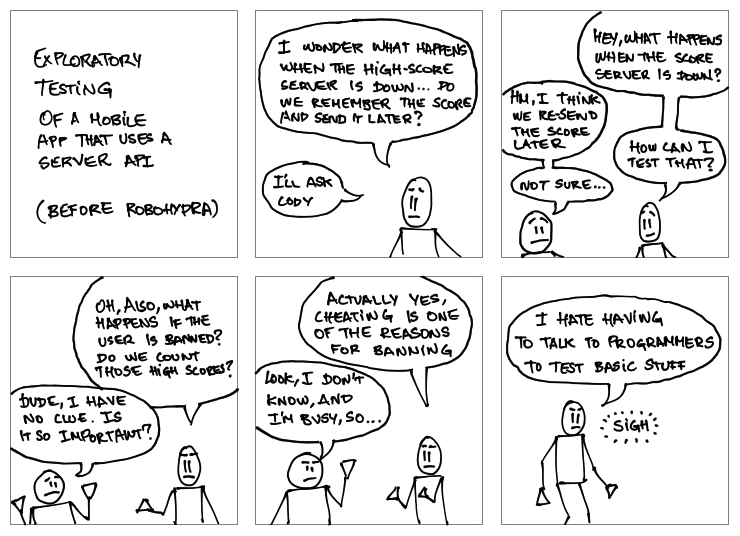 EXPLORATORY
TESTING
OF A MOBILE
APP THAT USES A
SERVER API
(BEFORE ROBOHYDRA)
I WONDER WHAT HAPPENS
WHEN THE HIGH-SCORE
SERVER IS DOWN... DO
WE REMEMBER THE SCORE
AND SEND IT LATER?
I'LL ASK
CODY
HEY, WHAT HAPPENS
WHEN THE SCORE
SERVER IS DOWN?
HM, I THINK
WE RE-SEND
THE SCORE
LATER
HOW CAN I
TEST THAT?
NOT SURE...
OH, ALSO, WHAT
HAPPENS IF THE
USER IS BANNED?
DO WE COUNT
THOSE HIGH SCORES?
DUDE, I HAVE
NO CLUE. IS
IT SO IMPORTANT?
ACTUALLY YES,
CHEATING IS ONE
OF THE REASONS
FOR BANNING
LOOK, I DON'T
KNOW, AND
I'M BUSY, SO...
I HATE HAVING
TO TALK TO PROGRAMMERS
TO TEST BASIC STUFF
SIGH